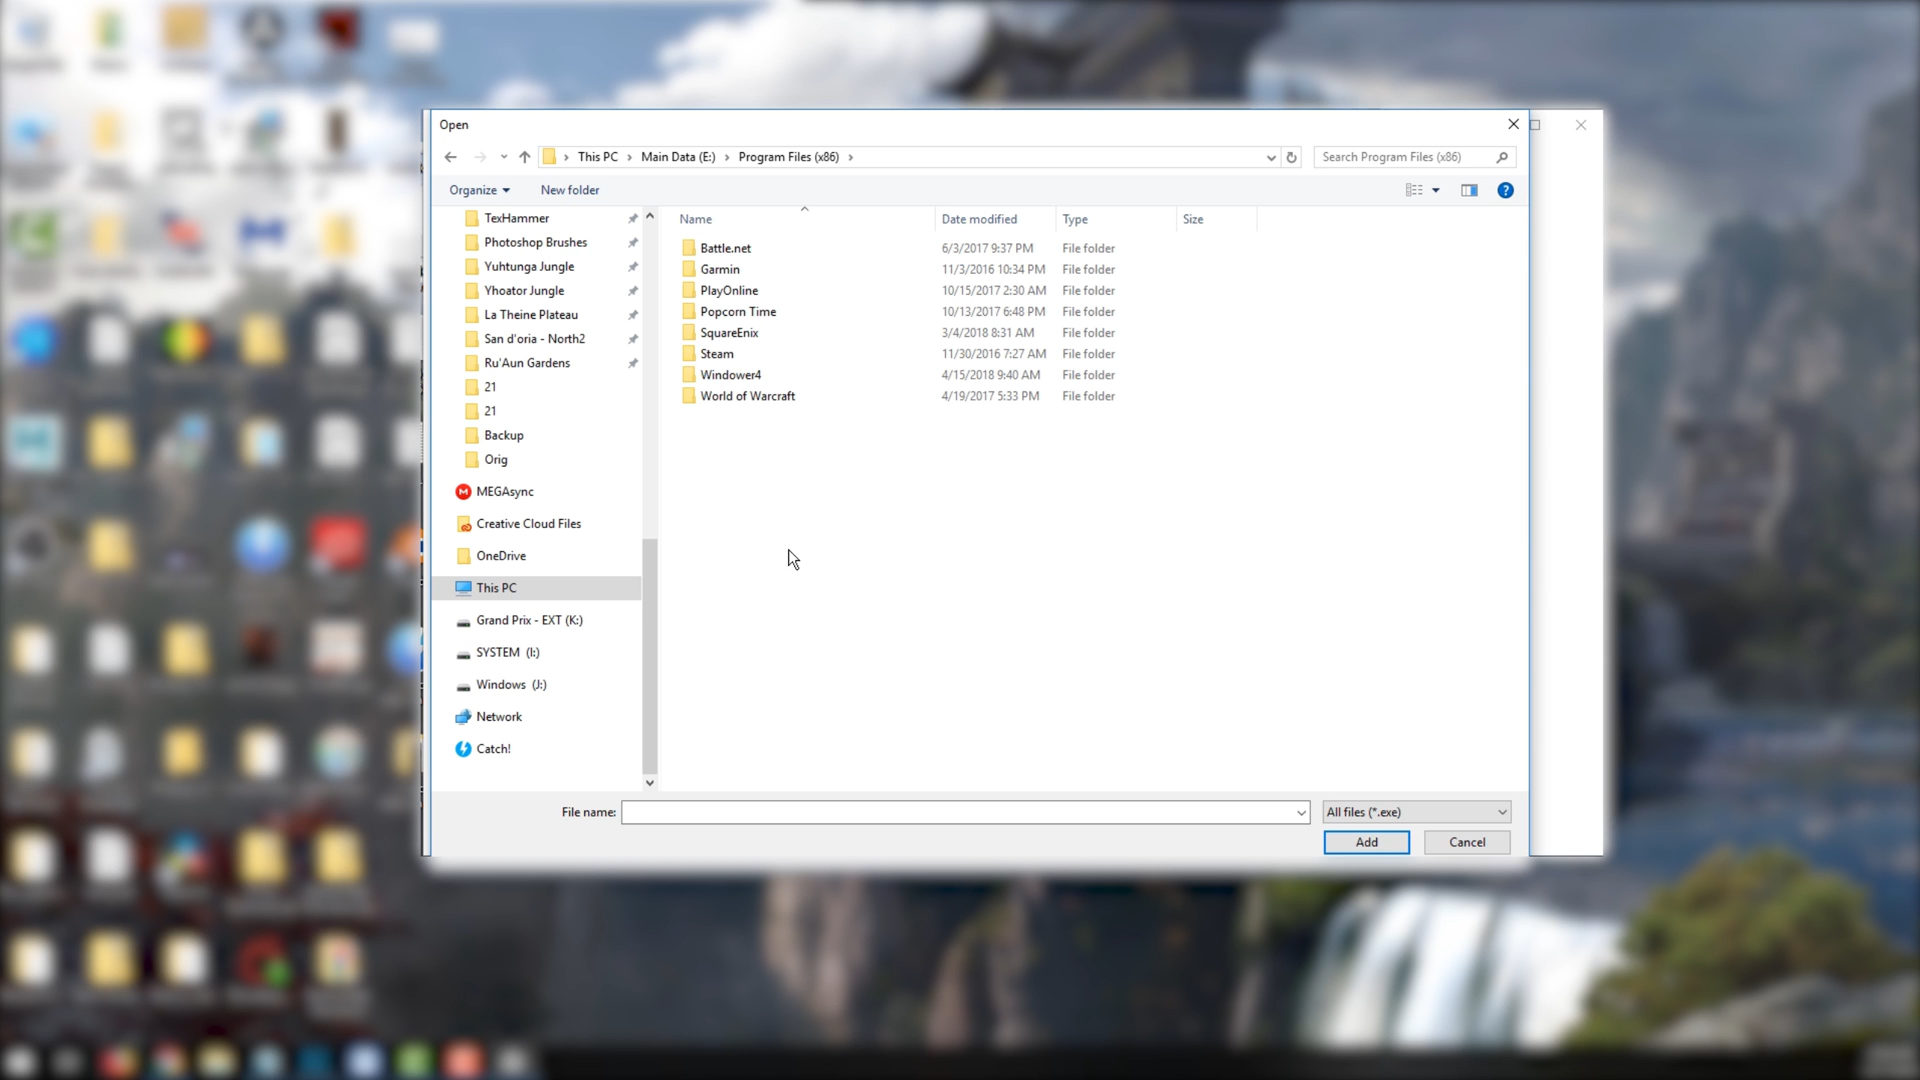 Open
This PC > Main Data (E:) > Program Files (x86) >
Search Program Files (x86)
Organize
New folder
TexHammer
Photoshop Brushes
Yuhtunga Jungle
Yhoator Jungle
La Theine Plateau
San d'oria - North2
Ru'Aun Gardens
21
21
Backup
Orig
MEGAsync
Creative Cloud Files
OneDrive
This PC
Grand Prix - EXT (K:)
SYSTEM (I:)
Windows (J:)
Network
Catch!
Name Date modified Type Size
Battle.net 6/3/2017 9:37 PM File folder
Garmin 11/3/2016 10:34 PM File folder
PlayOnline 10/15/2017 2:30 AM File folder
Popcorn Time 10/13/2017 6:48 PM File folder
SquareEnix 3/4/2018 8:31 AM File folder
Steam 11/30/2016 7:27 AM File folder
Windower4 4/15/2018 9:40 AM File folder
World of Warcraft 4/19/2017 5:33 PM File folder
File name:
All files (*.exe)
Add
Cancel